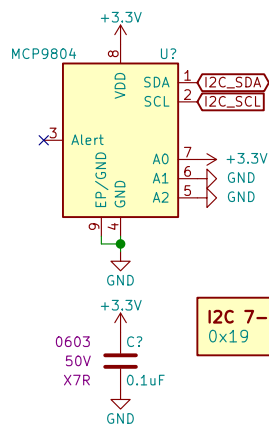 +3.3V
MCP9804 U?
8
VDD
SDA 1 I2C_SDA
SCL 2 I2C_SCL
3 Alert
A0 7 +3.3V
A1 6 GND
A2 5 GND
EP/GND
GND
9 4
GND
+3.3V
0603 C?
50V
X7R 0.1uF
GND
I2C 7-
0x19